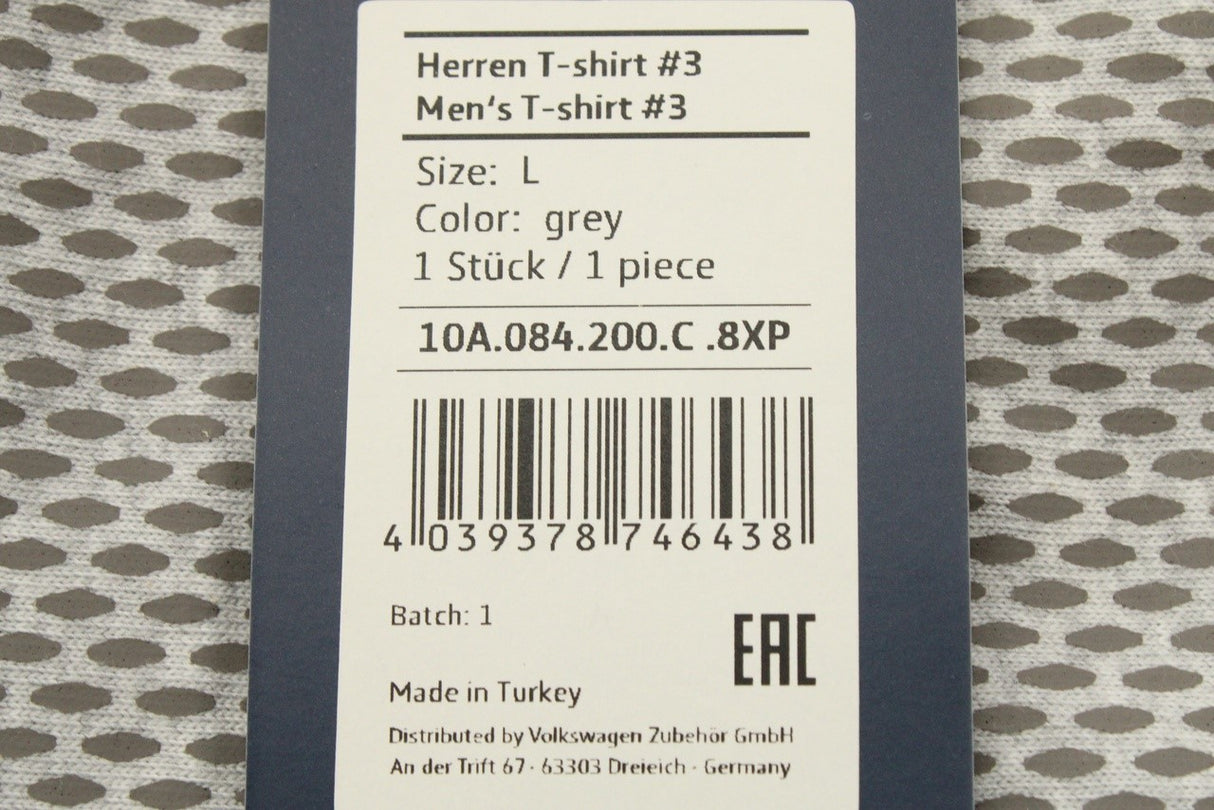 Herren T-shirt #3
Men‘s T-shirt #3
Size: L
Color: grey
1 Stück / 1 piece
10A.084.200.C .8XP
4 039378 746438
Batch: 1
EAC
Made in Turkey
Distributed by Volkswagen Zubehör GmbH
An der Trift 67 · 63303 Dreieich · Germany